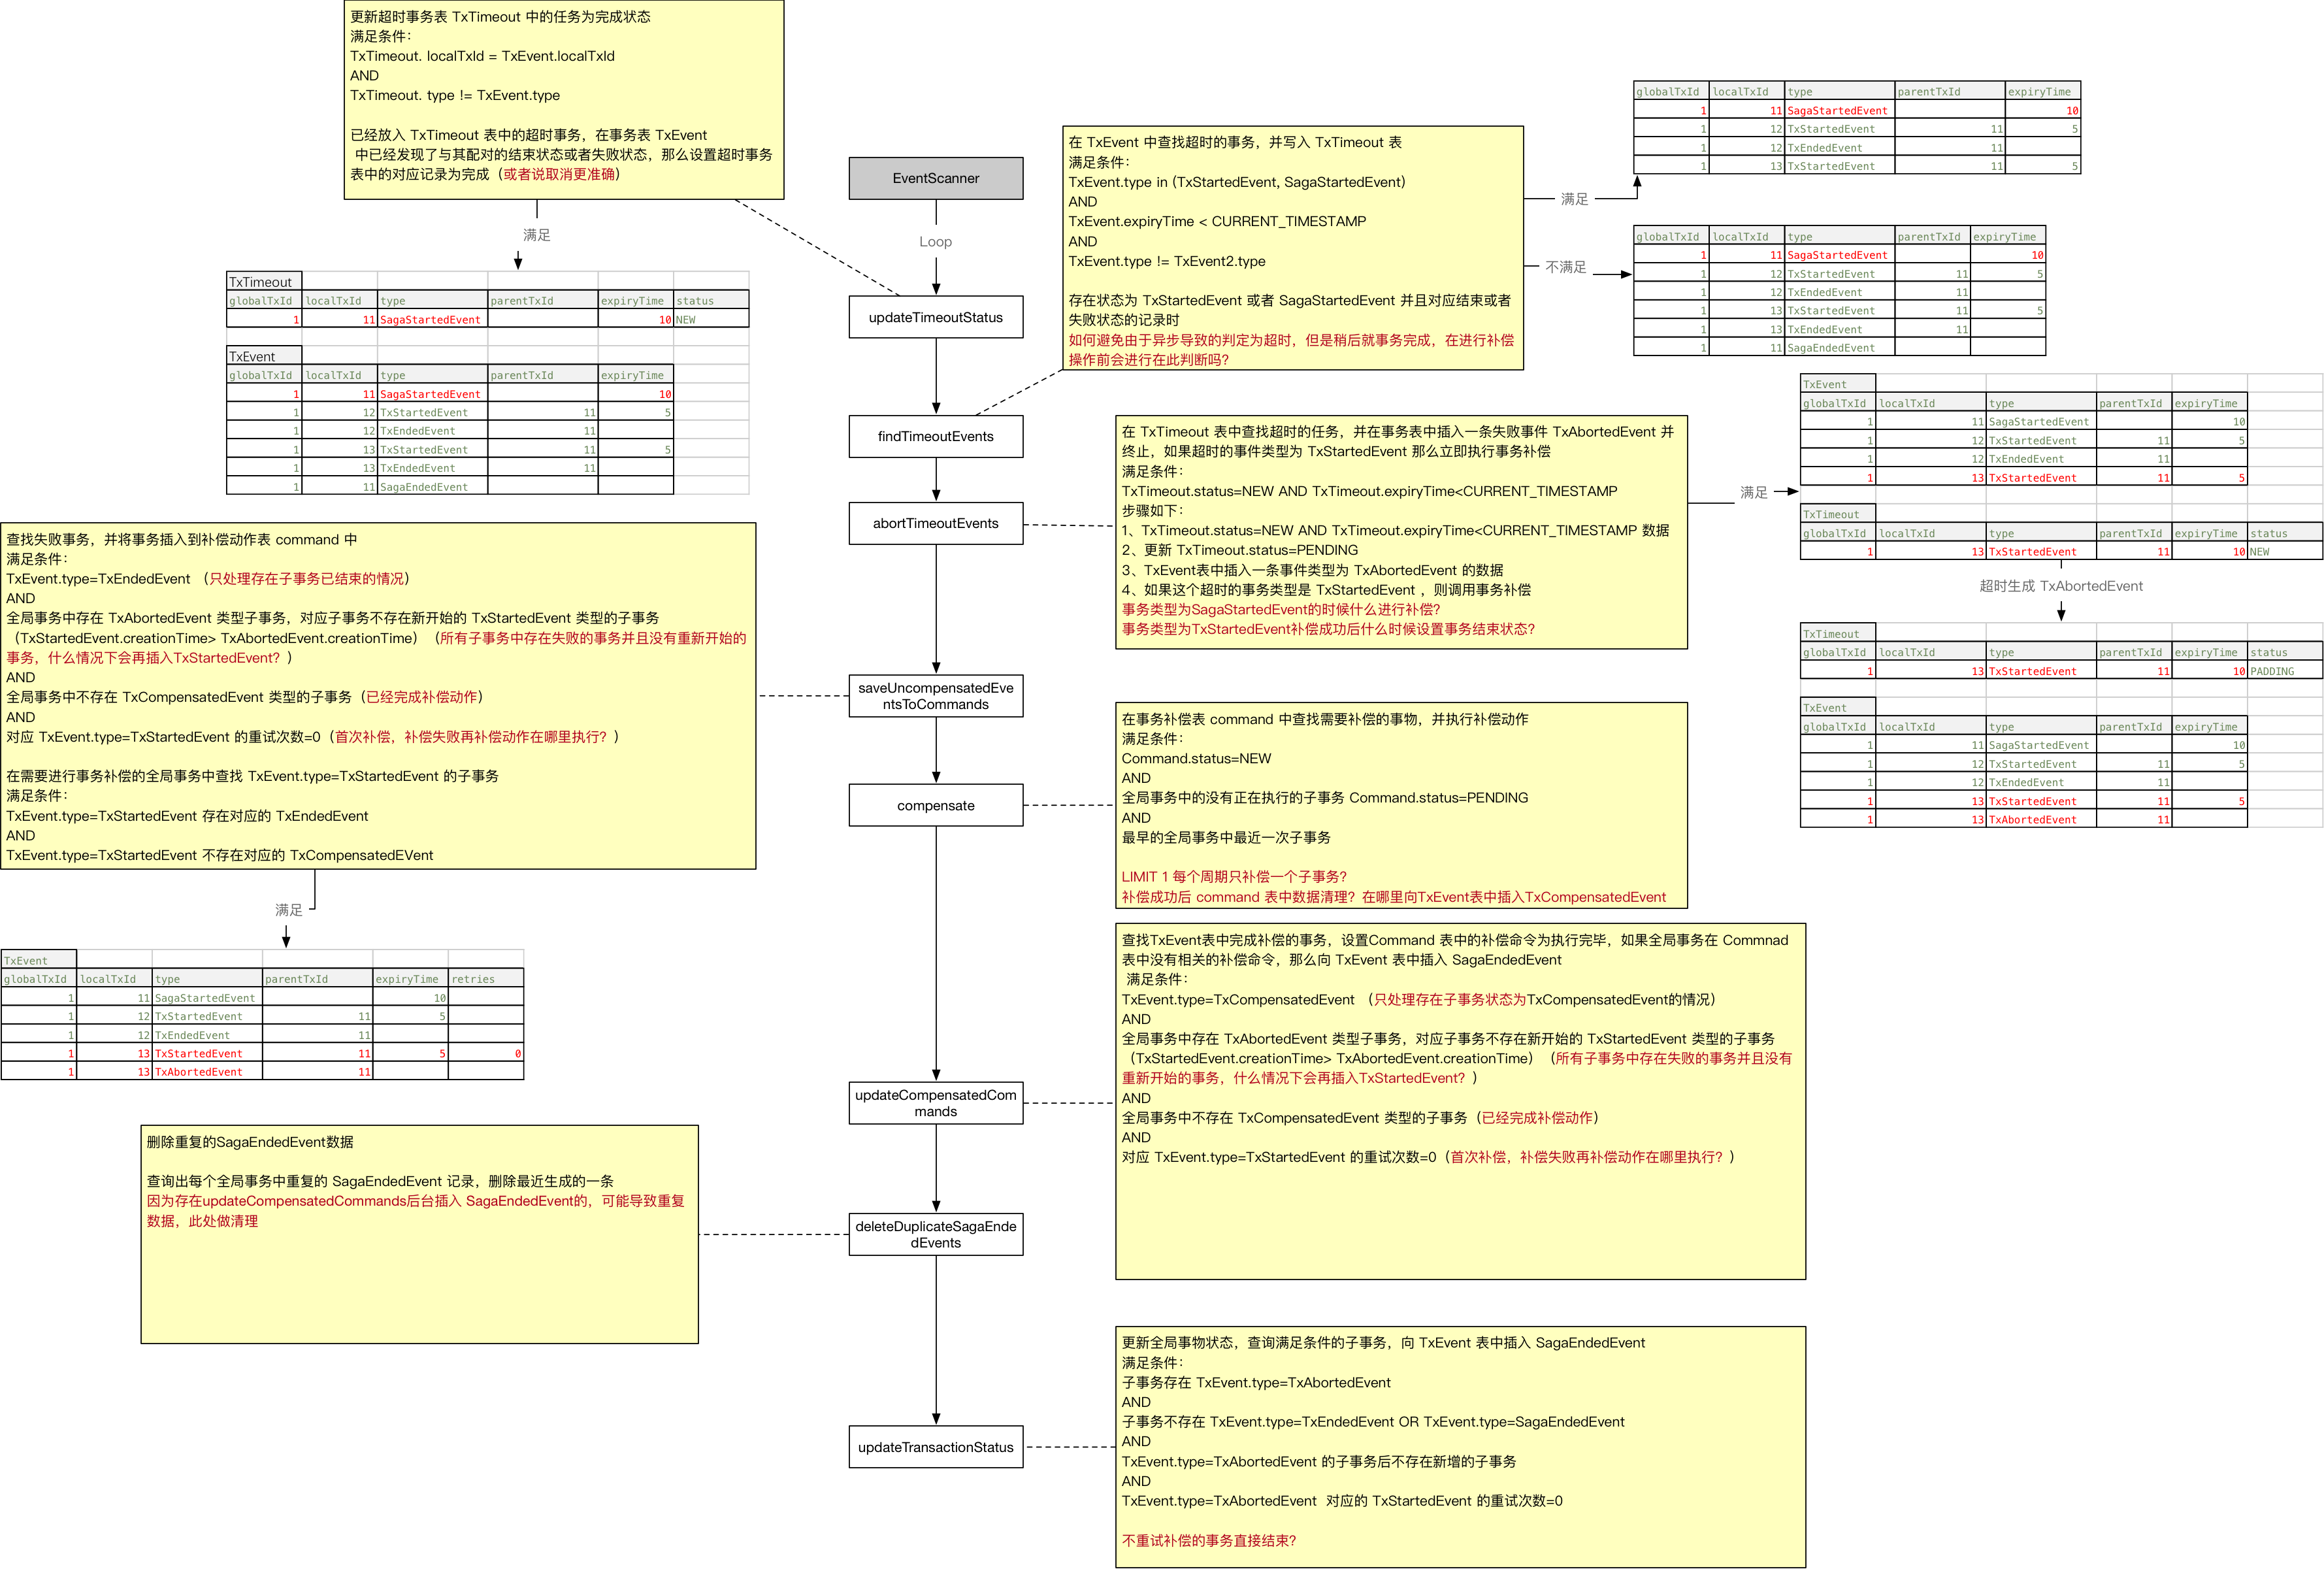 更新超时事务表 TxTimeout 中的任务为完成状态
满足条件：
TxTimeout. localTxId = TxEvent.localTxId
AND
TxTimeout. type != TxEvent.type
已经放入 TxTimeout 表中的超时事务，在事务表 TxEvent
中已经发现了与其配对的结束状态或者失败状态，那么设置超时事务
表中的对应记录为完成（或者说取消更准确）
满足
TxTimeout
globalTxId localTxId type parentTxId expiryTime status
1 11 SagaStartedEvent 10 NEW
TxEvent
globalTxId localTxId type parentTxId expiryTime
1 11 SagaStartedEvent 10
1 12 TxStartedEvent 11 5
1 12 TxEndedEvent 11
1 13 TxStartedEvent 11 5
1 13 TxEndedEvent 11
1 11 SagaEndedEvent
EventScanner
Loop
updateTimeoutStatus
findTimeoutEvents
abortTimeoutEvents
saveUncompensatedEve
ntsToCommands
compensate
updateCompensatedCom
mands
deleteDuplicateSagaEnde
dEvents
updateTransactionStatus
在 TxEvent 中查找超时的事务，并写入 TxTimeout 表
满足条件：
TxEvent.type in (TxStartedEvent, SagaStartedEvent)
AND
TxEvent.expiryTime < CURRENT_TIMESTAMP
AND
TxEvent.type != TxEvent2.type
存在状态为 TxStartedEvent 或者 SagaStartedEvent 并且对应结束或者
失败状态的记录时
如何避免由于异步导致的判定为超时，但是稍后就事务完成，在进行补偿
操作前会进行在此判断吗？
满足
globalTxId localTxId type parentTxId expiryTime
1 11 SagaStartedEvent 10
1 12 TxStartedEvent 11 5
1 12 TxEndedEvent 11
1 13 TxStartedEvent 11 5
不满足
globalTxId localTxId type parentTxId expiryTime
1 11 SagaStartedEvent 10
1 12 TxStartedEvent 11 5
1 12 TxEndedEvent 11
1 13 TxStartedEvent 11 5
1 13 TxEndedEvent 11
1 11 SagaEndedEvent
在 TxTimeout 表中查找超时的任务，并在事务表中插入一条失败事件 TxAbortedEvent 并
终止，如果超时的事件类型为 TxStartedEvent 那么立即执行事务补偿
满足条件：
TxTimeout.status=NEW AND TxTimeout.expiryTime<CURRENT_TIMESTAMP
步骤如下：
1、TxTimeout.status=NEW AND TxTimeout.expiryTime<CURRENT_TIMESTAMP 数据
2、更新 TxTimeout.status=PENDING
3、TxEvent表中插入一条事件类型为 TxAbortedEvent 的数据
4、如果这个超时的事务类型是 TxStartedEvent ，则调用事务补偿
事务类型为SagaStartedEvent的时候什么进行补偿？
事务类型为TxStartedEvent补偿成功后什么时候设置事务结束状态？
满足
TxEvent
globalTxId localTxId type parentTxId expiryTime
1 11 SagaStartedEvent 10
1 12 TxStartedEvent 11 5
1 12 TxEndedEvent 11
1 13 TxStartedEvent 11 5
TxTimeout
globalTxId localTxId type parentTxId expiryTime status
1 13 TxStartedEvent 11 10 NEW
超时生成 TxAbortedEvent
TxTimeout
globalTxId localTxId type parentTxId expiryTime status
1 13 TxStartedEvent 11 10 PADDING
TxEvent
globalTxId localTxId type parentTxId expiryTime
1 11 SagaStartedEvent 10
1 12 TxStartedEvent 11 5
1 12 TxEndedEvent 11
1 13 TxStartedEvent 11 5
1 13 TxAbortedEvent 11
查找失败事务，并将事务插入到补偿动作表 command 中
满足条件：
TxEvent.type=TxEndedEvent （只处理存在子事务已结束的情况）
AND
全局事务中存在 TxAbortedEvent 类型子事务，对应子事务不存在新开始的 TxStartedEvent 类型的子事务
（TxStartedEvent.creationTime> TxAbortedEvent.creationTime）（所有子事务中存在失败的事务并且没有重新开始的
事务，什么情况下会再插入TxStartedEvent？）
AND
全局事务中不存在 TxCompensatedEvent 类型的子事务（已经完成补偿动作）
AND
对应 TxEvent.type=TxStartedEvent 的重试次数=0（首次补偿，补偿失败再补偿动作在哪里执行？）
在需要进行事务补偿的全局事务中查找 TxEvent.type=TxStartedEvent 的子事务
满足条件：
TxEvent.type=TxStartedEvent 存在对应的 TxEndedEvent
AND
TxEvent.type=TxStartedEvent 不存在对应的 TxCompensatedEVent
满足
TxEvent
globalTxId localTxId type parentTxId expiryTime retries
1 11 SagaStartedEvent 10
1 12 TxStartedEvent 11 5
1 12 TxEndedEvent 11
1 13 TxStartedEvent 11 5 0
1 13 TxAbortedEvent 11
在事务补偿表 command 中查找需要补偿的事物，并执行补偿动作
满足条件：
Command.status=NEW
AND
全局事务中的没有正在执行的子事务 Command.status=PENDING
AND
最早的全局事务中最近一次子事务
LIMIT 1 每个周期只补偿一个子事务？
补偿成功后 command 表中数据清理？在哪里向TxEvent表中插入TxCompensatedEvent
查找TxEvent表中完成补偿的事务，设置Command 表中的补偿命令为执行完毕，如果全局事务在 Commnad
表中没有相关的补偿命令，那么向 TxEvent 表中插入 SagaEndedEvent
满足条件：
TxEvent.type=TxCompensatedEvent （只处理存在子事务状态为TxCompensatedEvent的情况）
AND
全局事务中存在 TxAbortedEvent 类型子事务，对应子事务不存在新开始的 TxStartedEvent 类型的子事务
（TxStartedEvent.creationTime> TxAbortedEvent.creationTime）（所有子事务中存在失败的事务并且没有
重新开始的事务，什么情况下会再插入TxStartedEvent？）
AND
全局事务中不存在 TxCompensatedEvent 类型的子事务（已经完成补偿动作）
AND
对应 TxEvent.type=TxStartedEvent 的重试次数=0（首次补偿，补偿失败再补偿动作在哪里执行？）
删除重复的SagaEndedEvent数据
查询出每个全局事务中重复的 SagaEndedEvent 记录，删除最近生成的一条
因为存在updateCompensatedCommands后台插入 SagaEndedEvent的，可能导致重复
数据，此处做清理
更新全局事物状态，查询满足条件的子事务，向 TxEvent 表中插入 SagaEndedEvent
满足条件：
子事务存在 TxEvent.type=TxAbortedEvent
AND
子事务不存在 TxEvent.type=TxEndedEvent OR TxEvent.type=SagaEndedEvent
AND
TxEvent.type=TxAbortedEvent 的子事务后不存在新增的子事务
AND
TxEvent.type=TxAbortedEvent 对应的 TxStartedEvent 的重试次数=0
不重试补偿的事务直接结束？